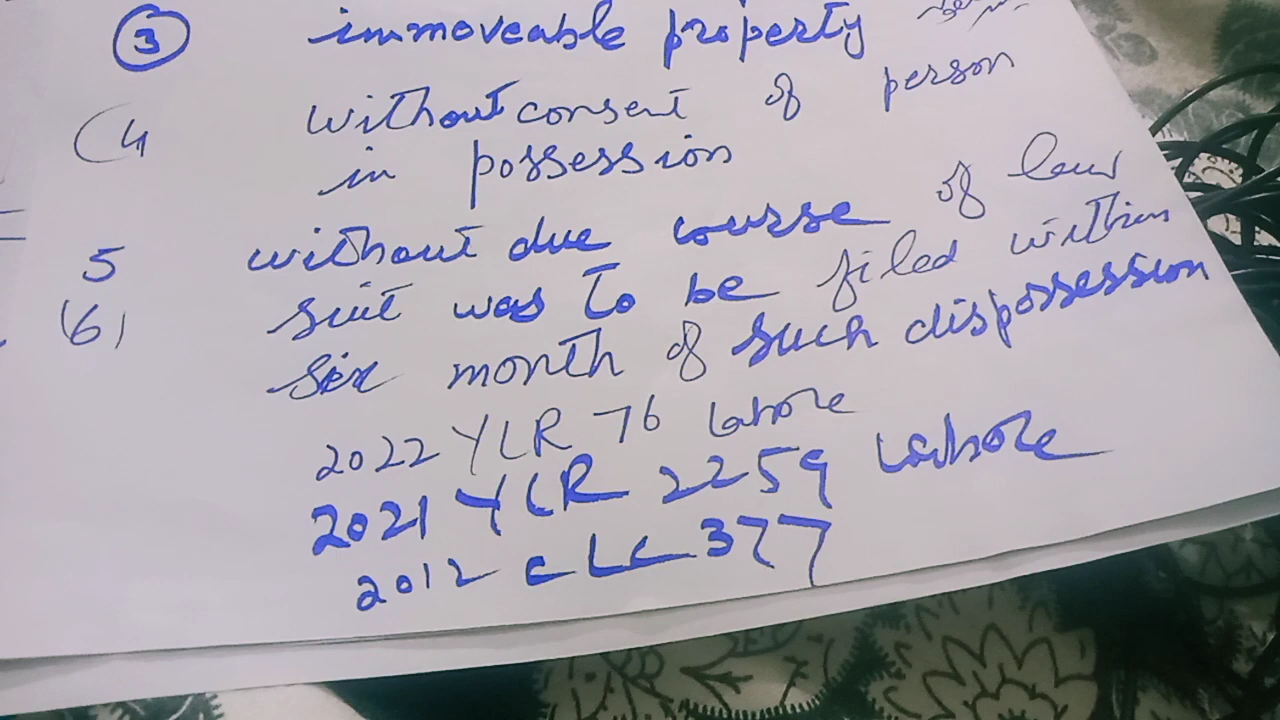 (3) immoveable property
(4 without consent of person
in possession
5 without due course of law
(6) suit was to be filed within
six month of such dispossession
2022 YLR 76 Lahore
2021 YLR 2259 Lahore
2012 CLC 377